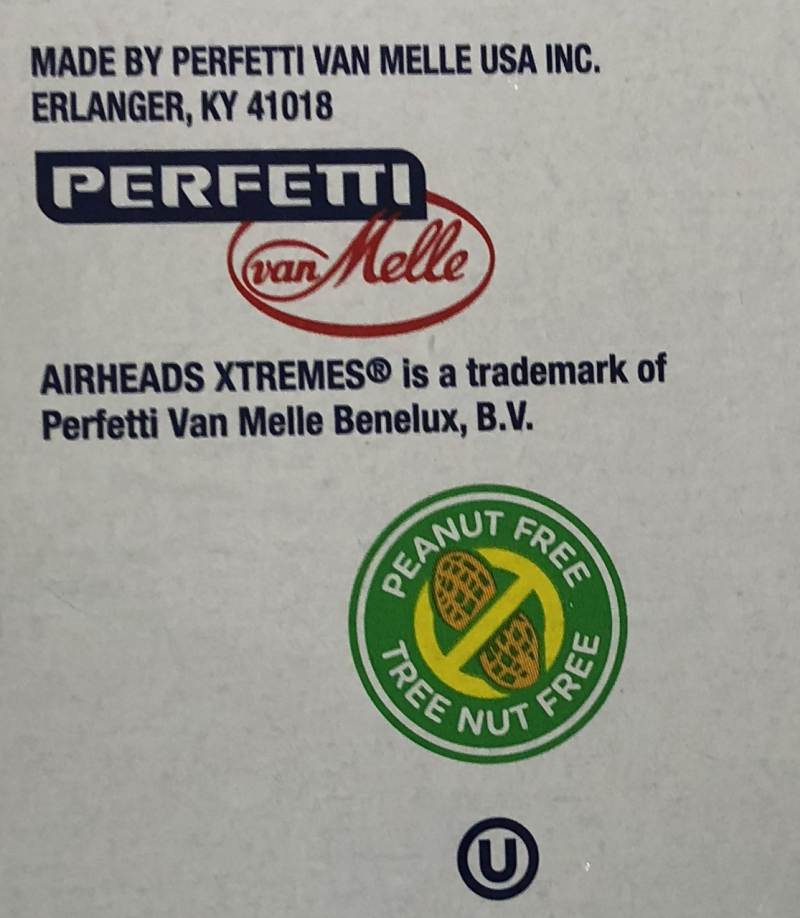 MADE BY PERFETTI VAN MELLE USA INC.
ERLANGER, KY 41018
PERFETTI
van Melle
AIRHEADS XTREMES® is a trademark of
Perfetti Van Melle Benelux, B.V.
PEANUT FREE
TREE NUT FREE
U